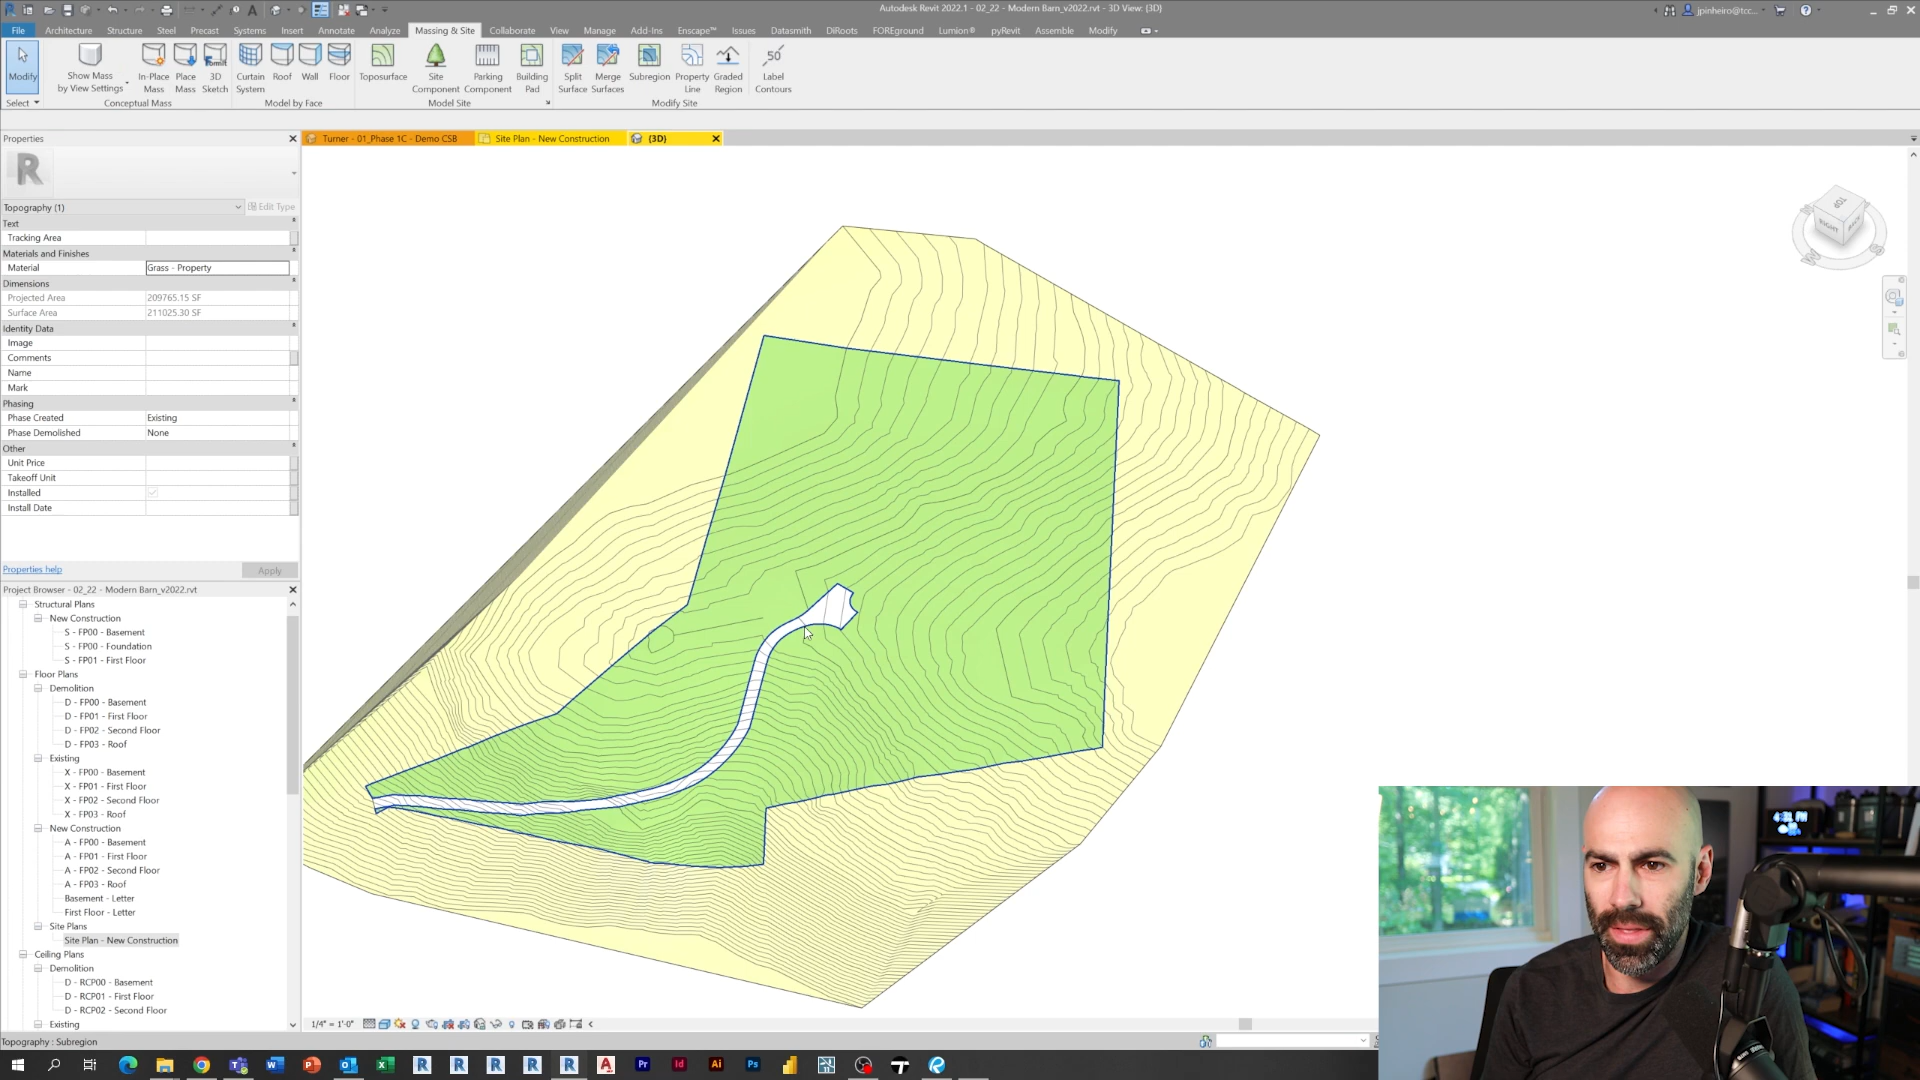 Autodesk Revit 2022.1 - 02_22 - Modern Barn_v2022.rvt - 3D View: {3D}
jpinheiro@tcc...
File Architecture Structure Steel Precast Systems Insert Annotate Analyze Massing & Site Collaborate View Manage Add-Ins Enscape™ Issues Datasmith DiRoots FOREground Lumion® pyRevit Assemble Modify
Modify
Show Mass
by View Settings
In-Place
Mass
Place
Mass
3D
Sketch
Curtain
System
Roof
Wall
Floor
Toposurface
Site
Component
Parking
Component
Building
Pad
Split
Surface
Merge
Surfaces
Subregion
Property
Line
Graded
Region
Label
Contours
Select
Conceptual Mass
Model by Face
Model Site
Modify Site
Properties
Turner - 01_Phase 1C - Demo CSB
Site Plan - New Construction
{3D}
Topography (1)
Edit Type
Text
Tracking Area
Materials and Finishes
Material Grass - Property
Dimensions
Projected Area 209765.15 SF
Surface Area 211025.30 SF
Identity Data
Image
Comments
Name
Mark
Phasing
Phase Created Existing
Phase Demolished None
Other
Unit Price
Takeoff Unit
Installed
Install Date
Properties help
Apply
Project Browser - 02_22 - Modern Barn_v2022.rvt
Structural Plans
New Construction
S - FP00 - Basement
S - FP00 - Foundation
S - FP01 - First Floor
Floor Plans
Demolition
D - FP00 - Basement
D - FP01 - First Floor
D - FP02 - Second Floor
D - FP03 - Roof
Existing
X - FP00 - Basement
X - FP01 - First Floor
X - FP02 - Second Floor
X - FP03 - Roof
New Construction
A - FP00 - Basement
A - FP01 - First Floor
A - FP02 - Second Floor
A - FP03 - Roof
Basement - Letter
First Floor - Letter
Site Plans
Site Plan - New Construction
Ceiling Plans
Demolition
D - RCP00 - Basement
D - RCP01 - First Floor
D - RCP02 - Second Floor
Existing
TOP
RIGHT
BACK
1/4" = 1'-0"
Topography : Subregion